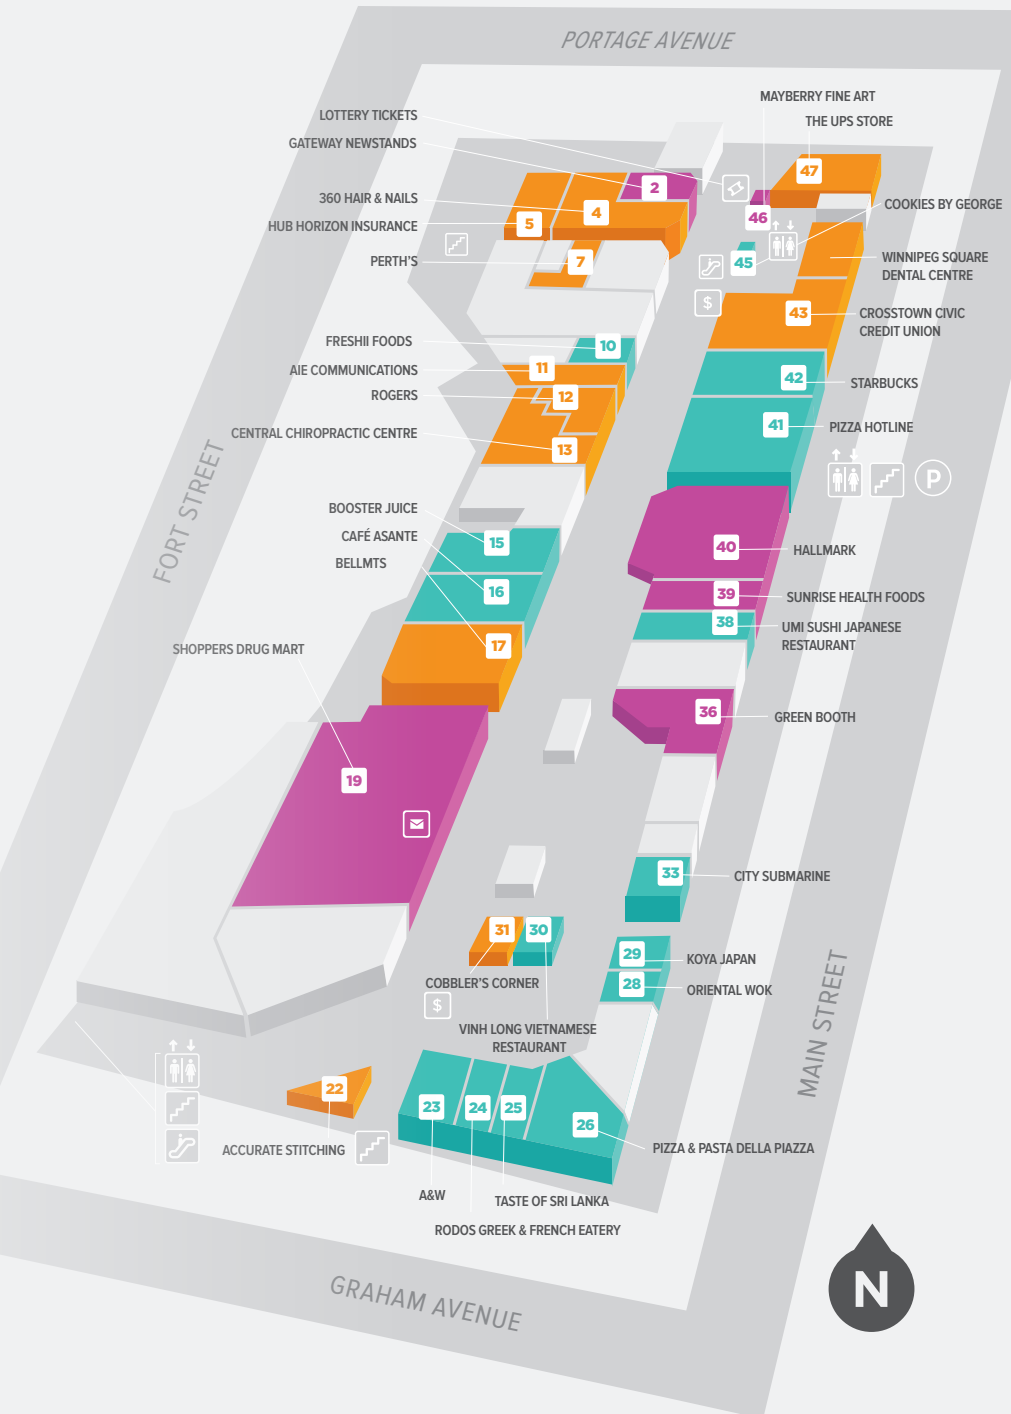 PORTAGE AVENUE
MAYBERRY FINE ART
LOTTERY TICKETS
THE UPS STORE
GATEWAY NEWSTANDS
47
2
360 HAIR & NAILS
COOKIES BY GEORGE
4
46
HUB HORIZON INSURANCE
5
PERTH'S
7
45
WINNIPEG SQUARE
DENTAL CENTRE
$
43
CROSSTOWN CIVIC
CREDIT UNION
FRESHII FOODS
10
AIE COMMUNICATIONS
11
42
STARBUCKS
ROGERS
12
41
PIZZA HOTLINE
CENTRAL CHIROPRACTIC CENTRE
13
P
FORT STREET
BOOSTER JUICE
15
CAFÉ ASANTE
40
HALLMARK
BELLMTS
16
39
SUNRISE HEALTH FOODS
38
UMI SUSHI JAPANESE
RESTAURANT
SHOPPERS DRUG MART
17
36
GREEN BOOTH
19
33
CITY SUBMARINE
31
30
29
KOYA JAPAN
COBBLER'S CORNER
28
ORIENTAL WOK
$
VINH LONG VIETNAMESE
RESTAURANT
MAIN STREET
22
23
24
25
26
ACCURATE STITCHING
PIZZA & PASTA DELLA PIAZZA
A&W
TASTE OF SRI LANKA
RODOS GREEK & FRENCH EATERY
GRAHAM AVENUE
N